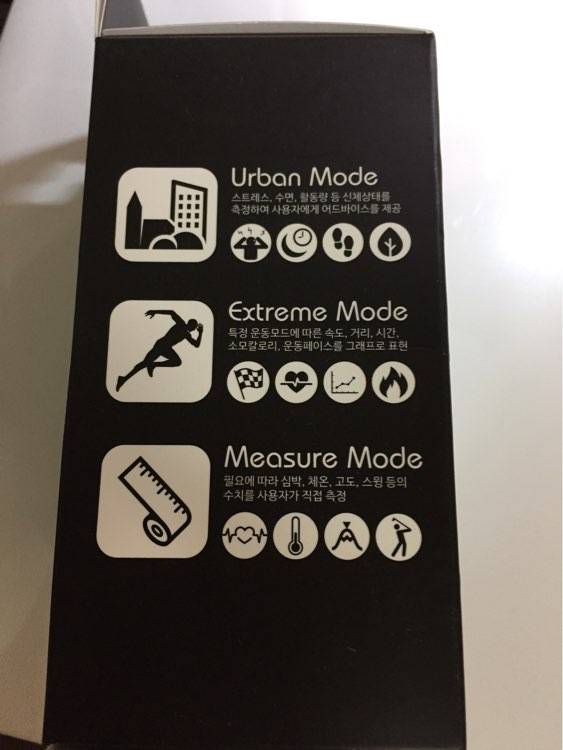 Urban Mode
스트레스, 수면, 활동량 등 신체상태를
측정하여 사용자에게 어드바이스를 제공
Extreme Mode
특정 운동모드에 따른 속도, 거리, 시간,
소모칼로리, 운동페이스를 그래프로 표현
Measure Mode
필요에 따라 심박, 체온, 고도, 스윙 등의
수치를 사용자가 직접 측정